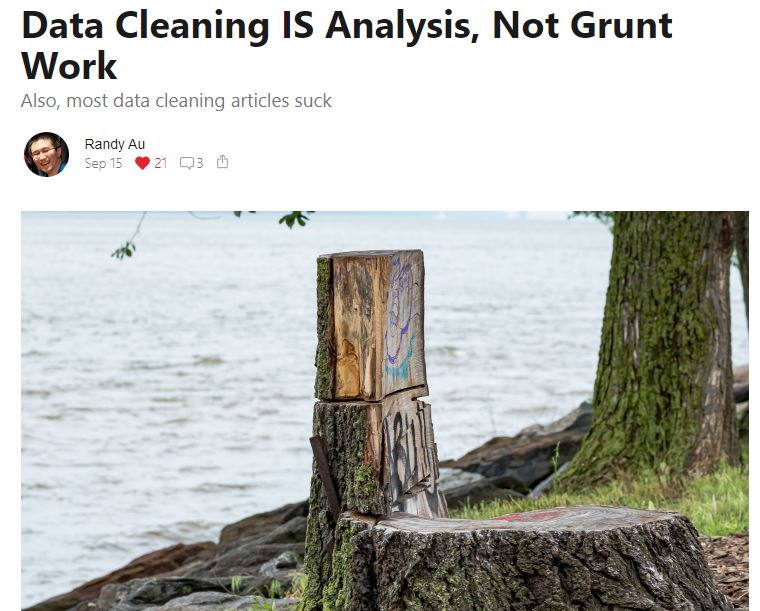 Data Cleaning IS Analysis, Not Grunt
Work
Also, most data cleaning articles suck
Randy Au
Sep 15 21 3